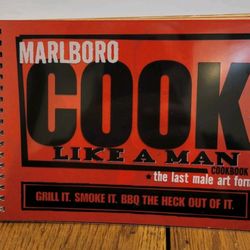 MARLBORO
COOK
LIKE A MAN
COOKBOOK
★ the last male art form
GRILL IT. SMOKE IT. BBQ THE HECK OUT OF IT.